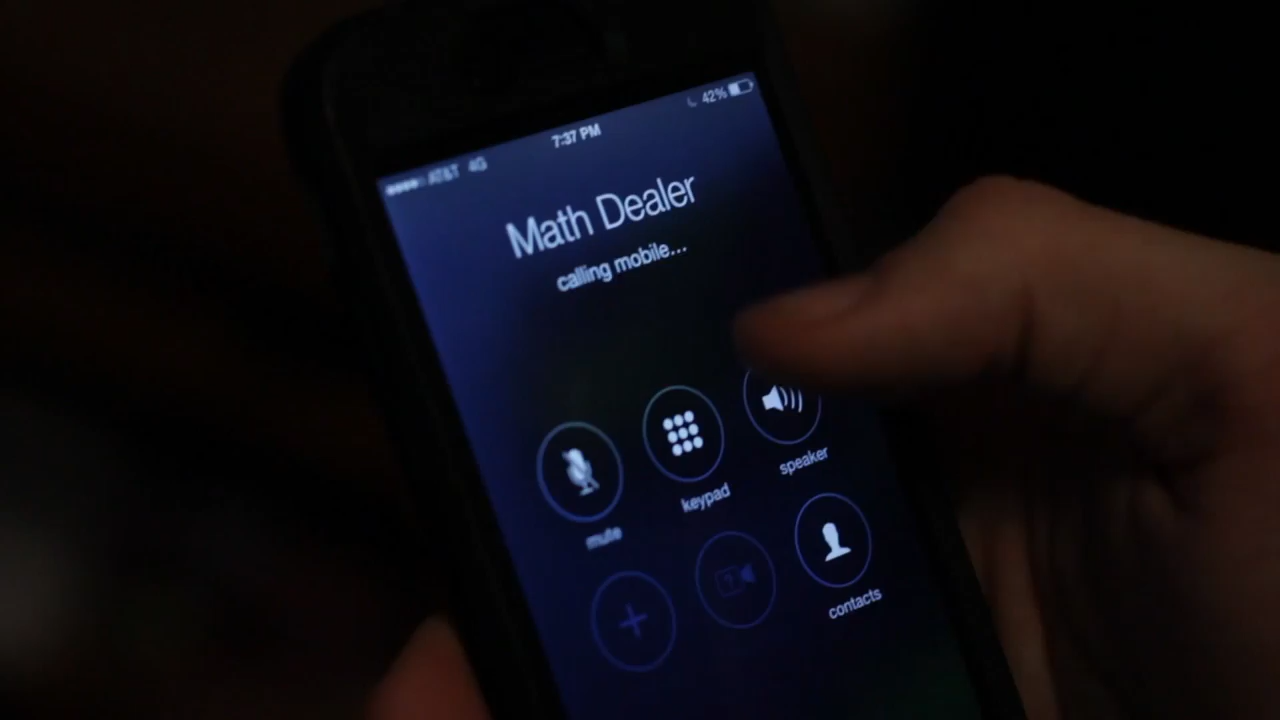 AT&T 4G 7:37 PM 42%
Math Dealer
calling mobile...
mute keypad speaker
contacts